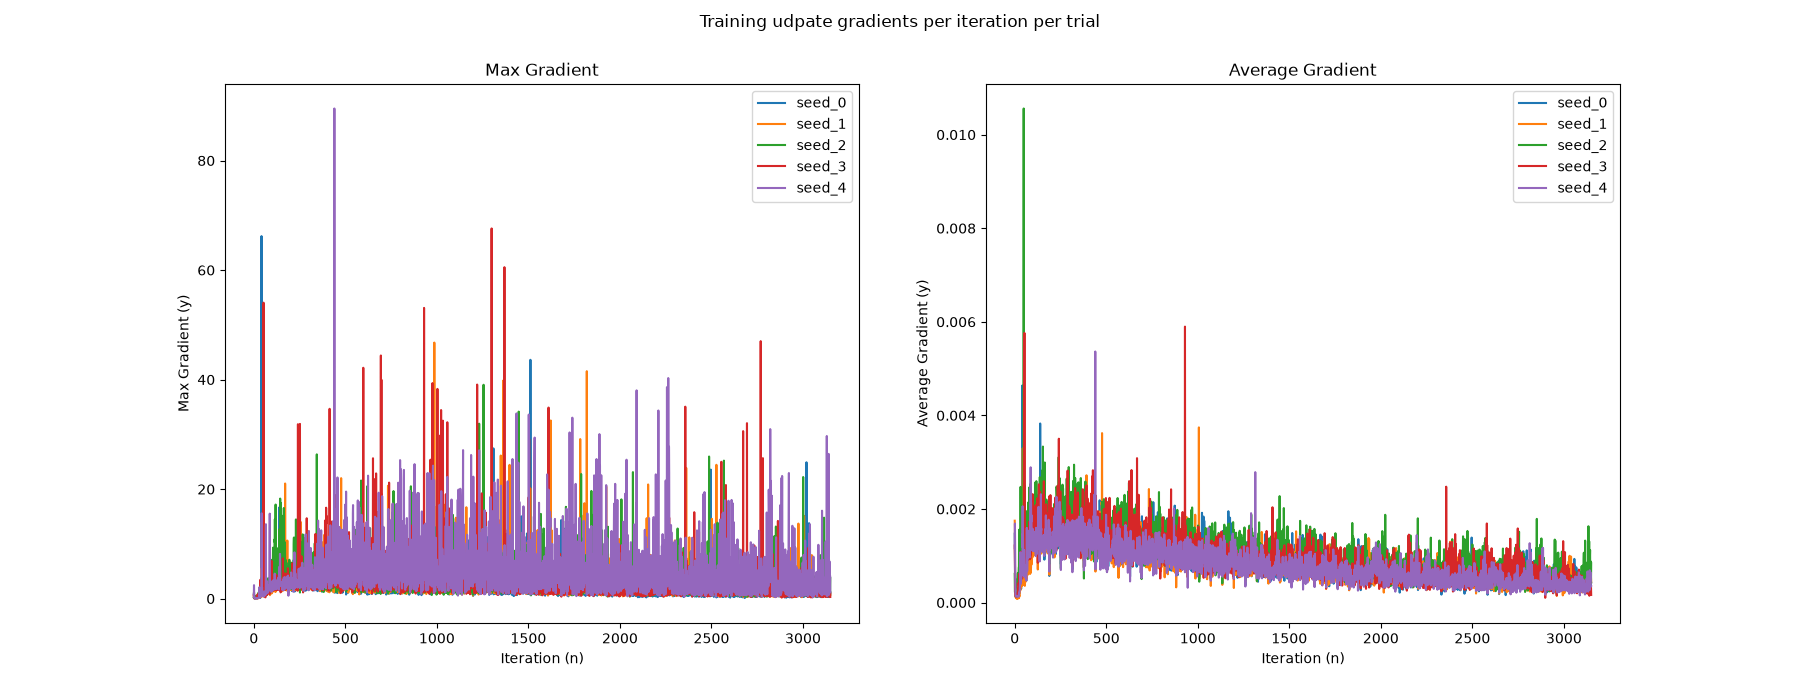 Training udpate gradients per iteration per trial
Max Gradient
Max Gradient (y)
80
60
40
20
0
0 500 1000 1500 2000 2500 3000
Iteration (n)
seed_0
seed_1
seed_2
seed_3
seed_4
Average Gradient
Average Gradient (y)
0.010
0.008
0.006
0.004
0.002
0.000
0 500 1000 1500 2000 2500 3000
Iteration (n)
seed_0
seed_1
seed_2
seed_3
seed_4